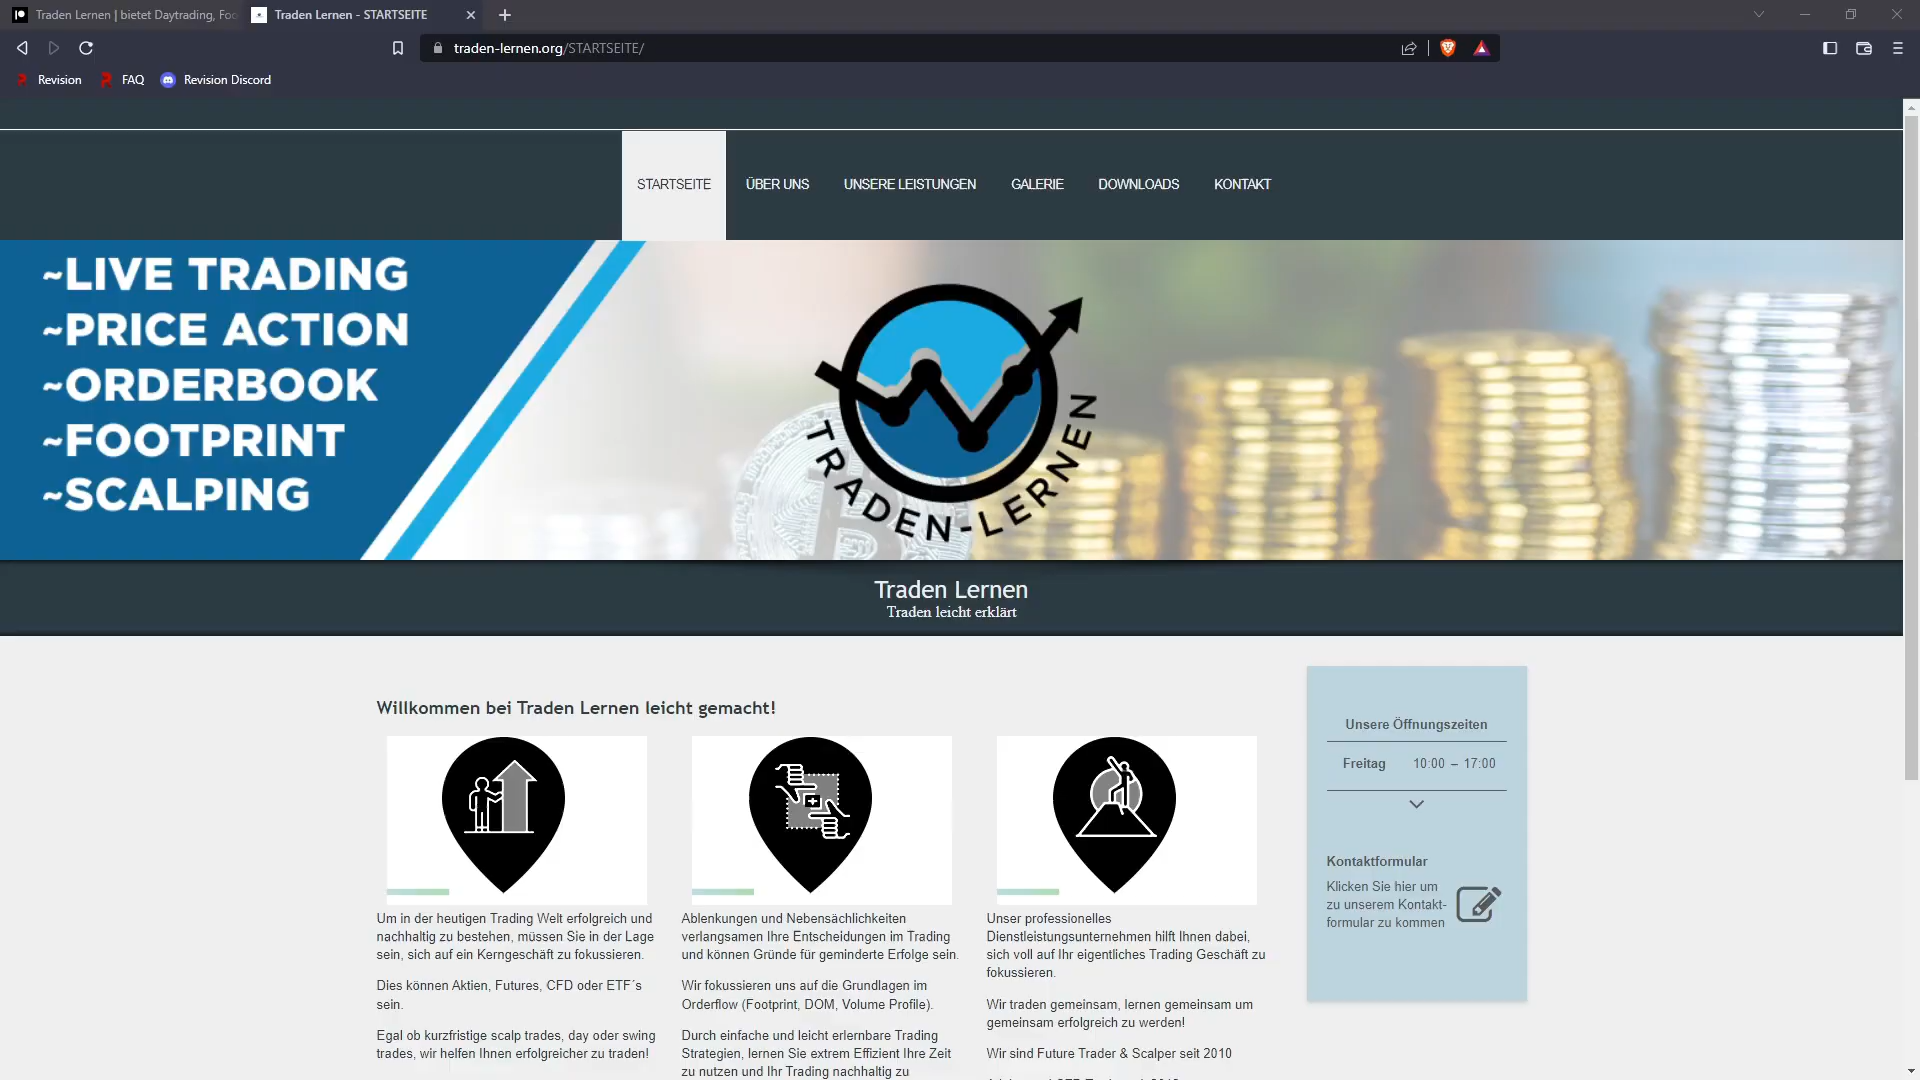 Traden Lernen | bietet Daytrading, Foo
Traden Lernen - STARTSEITE
traden-lernen.org/STARTSEITE/
Revision
FAQ
Revision Discord
STARTSEITE
ÜBER UNS
UNSERE LEISTUNGEN
GALERIE
DOWNLOADS
KONTAKT
~LIVE TRADING
~PRICE ACTION
~ORDERBOOK
~FOOTPRINT
~SCALPING
TRADEN-LERNEN
Traden Lernen
Traden leicht erklärt
Willkommen bei Traden Lernen leicht gemacht!
Um in der heutigen Trading Welt erfolgreich und
nachhaltig zu bestehen, müssen Sie in der Lage
sein, sich auf ein Kerngeschäft zu fokussieren.
Dies können Aktien, Futures, CFD oder ETF´s
sein.
Egal ob kurzfristige scalp trades, day oder swing
trades, wir helfen Ihnen erfolgreicher zu traden!
Ablenkungen und Nebensächlichkeiten
verlangsamen Ihre Entscheidungen im Trading
und können Gründe für geminderte Erfolge sein.
Wir fokussieren uns auf die Grundlagen im
Orderflow (Footprint, DOM, Volume Profile).
Durch einfache und leicht erlernbare Trading
Strategien, lernen Sie extrem Effizient Ihre Zeit
zu nutzen und Ihr Trading nachhaltig zu
Unser professionelles
Dienstleistungsunternehmen hilft Ihnen dabei,
sich voll auf Ihr eigentliches Trading Geschäft zu
fokussieren.
Wir traden gemeinsam, lernen gemeinsam um
gemeinsam erfolgreich zu werden!
Wir sind Future Trader & Scalper seit 2010
Unsere Öffnungszeiten
Freitag 10:00 – 17:00
Kontaktformular
Klicken Sie hier um
zu unserem Kontakt-
formular zu kommen